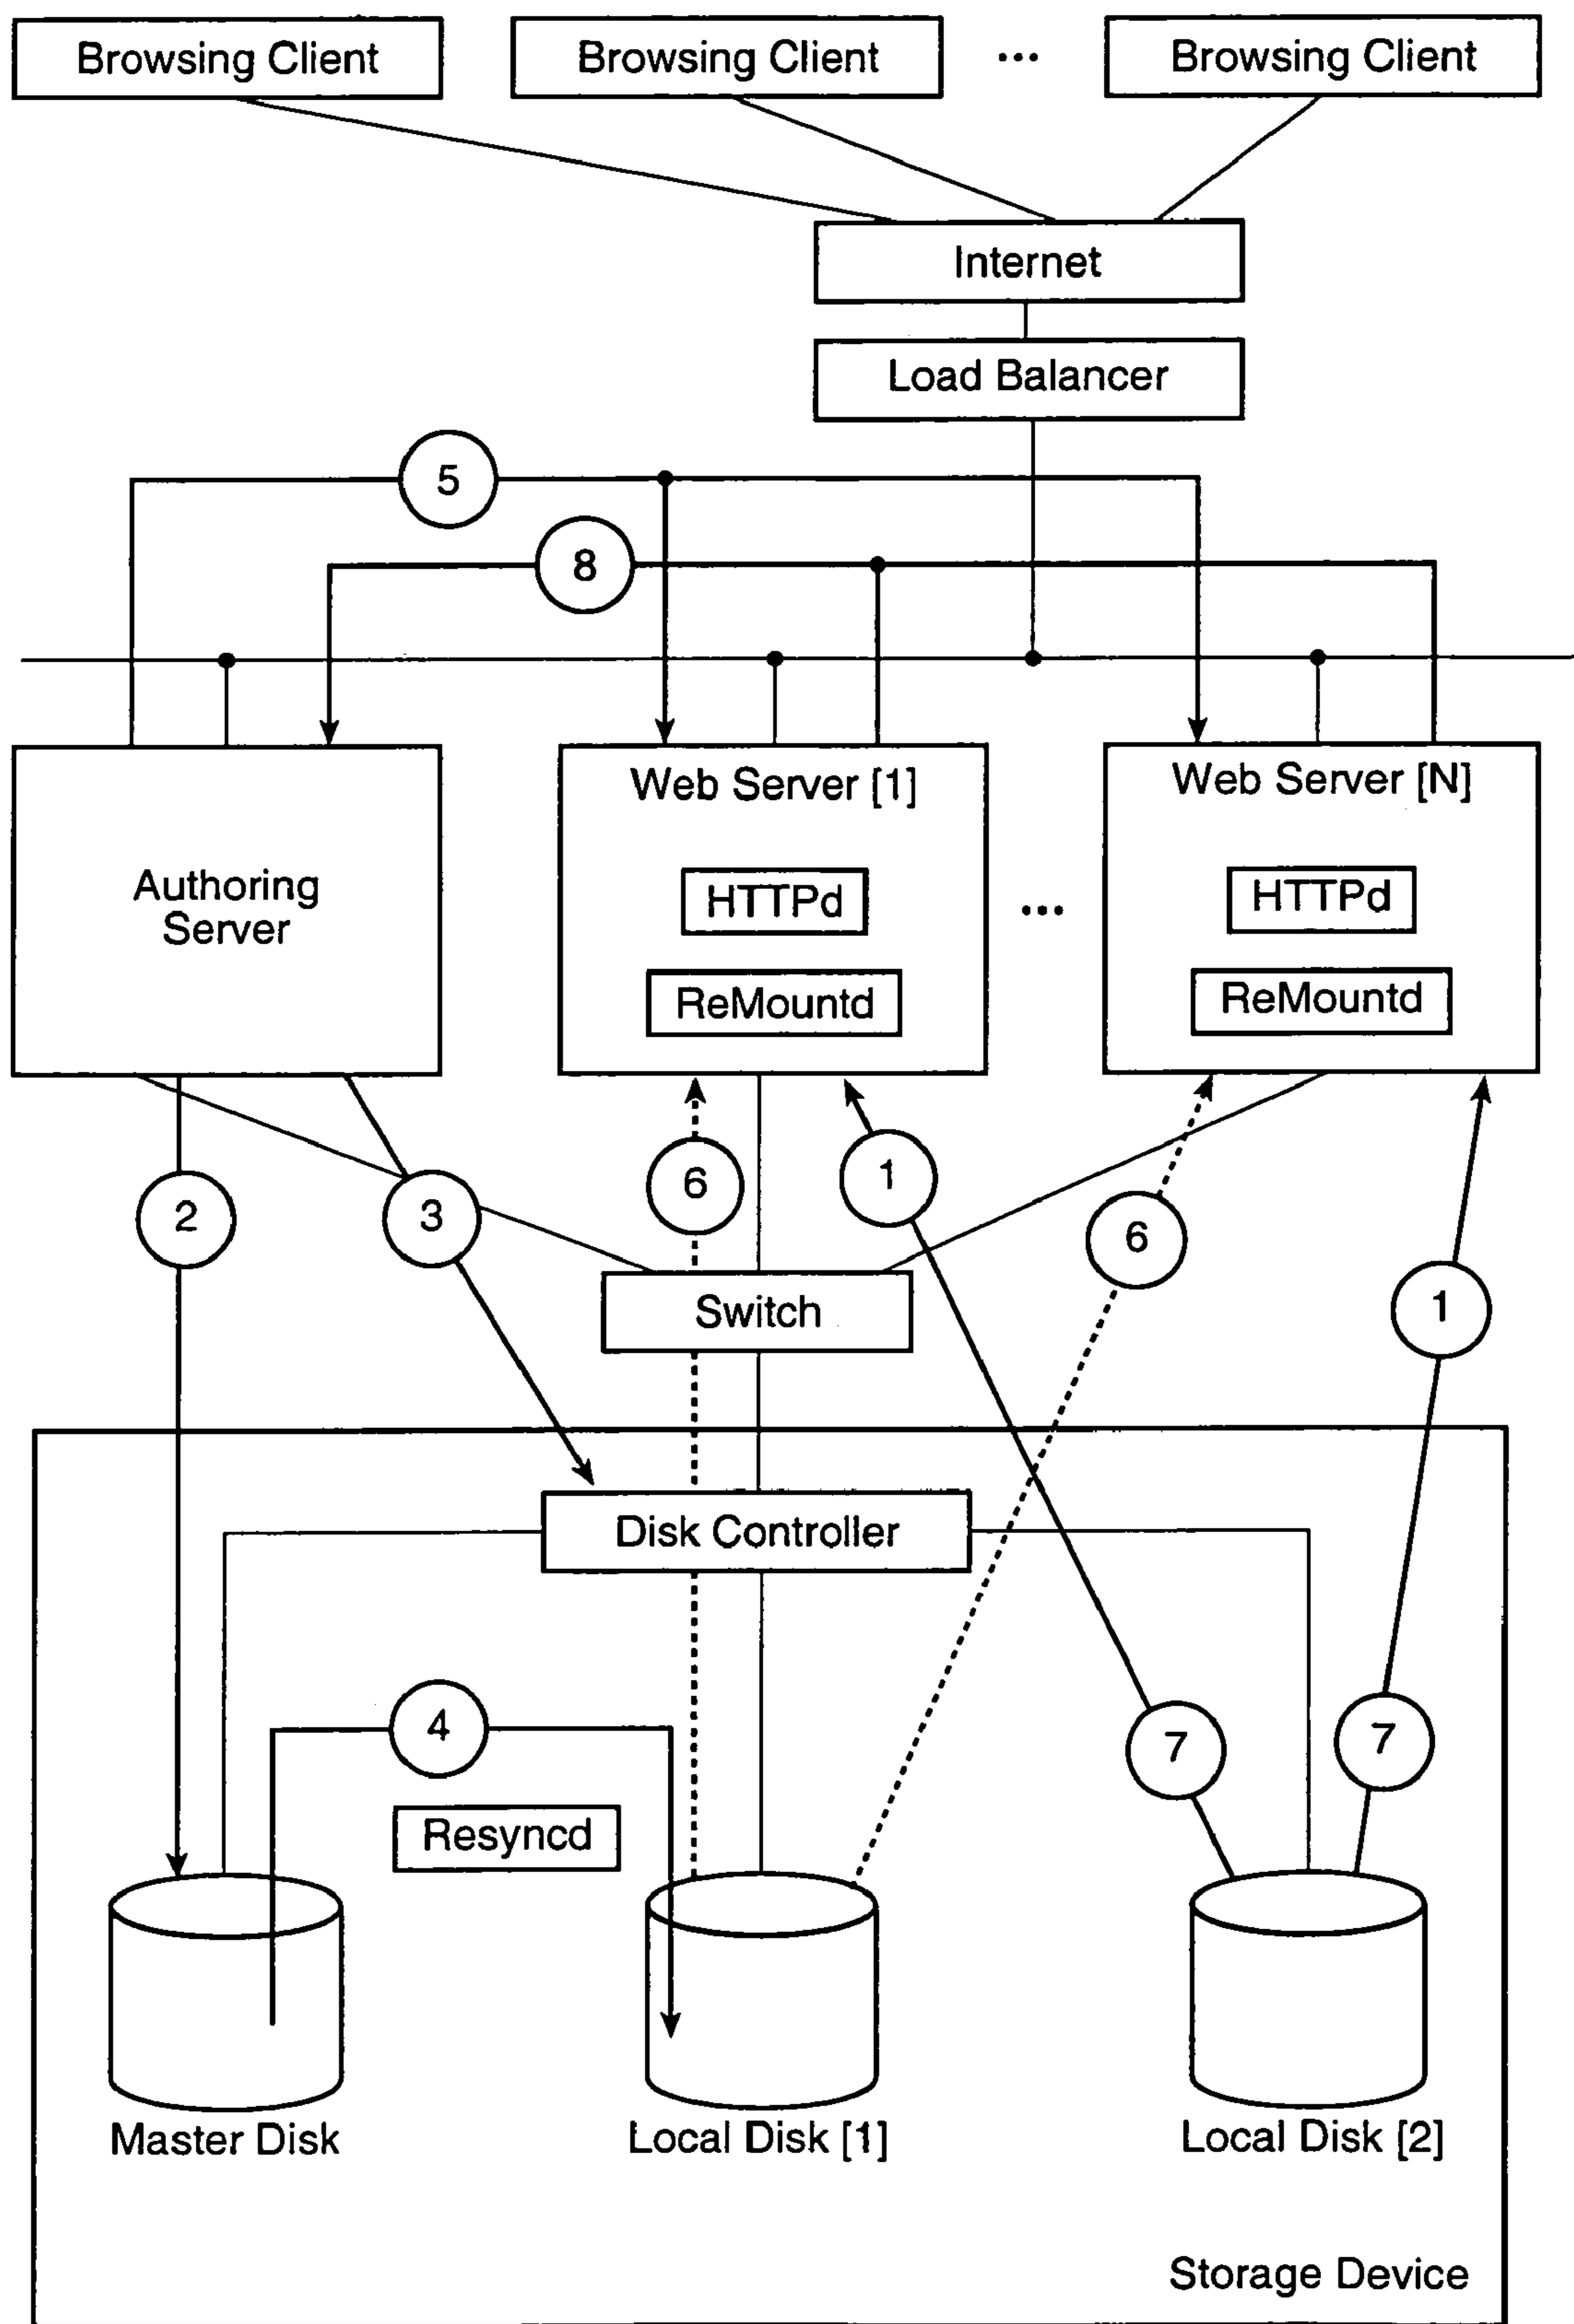 Browsing Client
Browsing Client
...
Browsing Client
Internet
Load Balancer
5
8
Web Server [1]
Web Server [N]
Authoring
Server
HTTPd
...
HTTPd
ReMountd
ReMountd
2
3
6
1
6
1
Switch
Disk Controller
4
7
7
Resyncd
Master Disk
Local Disk [1]
Local Disk [2]
Storage Device